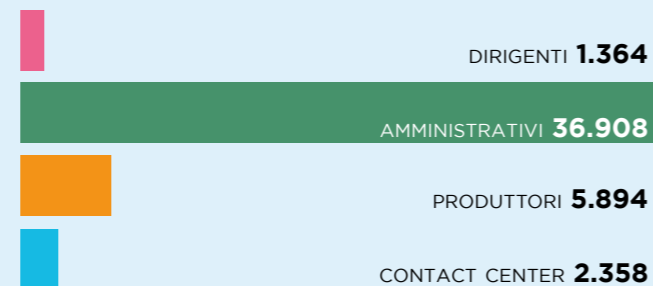 DIRIGENTI 1.364
AMMINISTRATIVI 36.908
PRODUTTORI 5.894
CONTACT CENTER 2.358